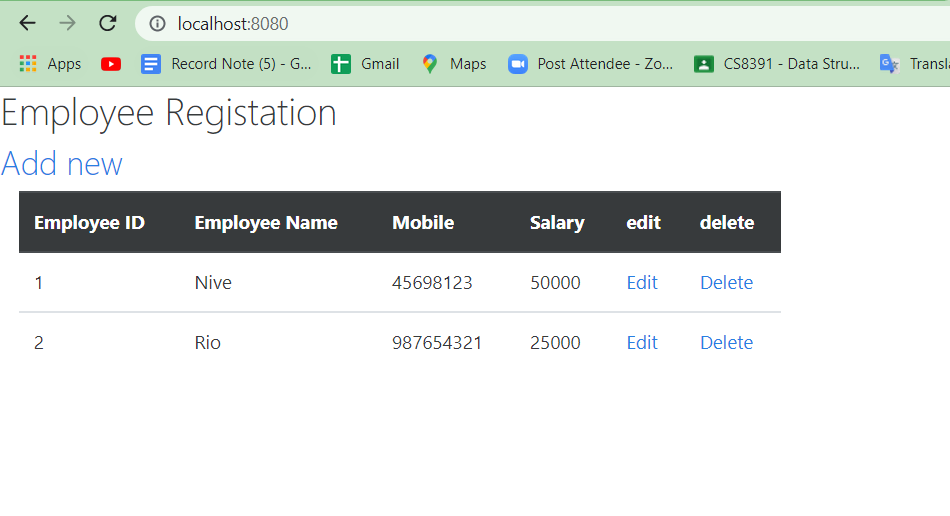 localhost:8080
Apps Record Note (5) - G... Gmail Maps Post Attendee - Zo... CS8391 - Data Stru... Transla
Employee Registation
Add new
Employee ID Employee Name Mobile Salary edit delete
1 Nive 45698123 50000 Edit Delete
2 Rio 987654321 25000 Edit Delete